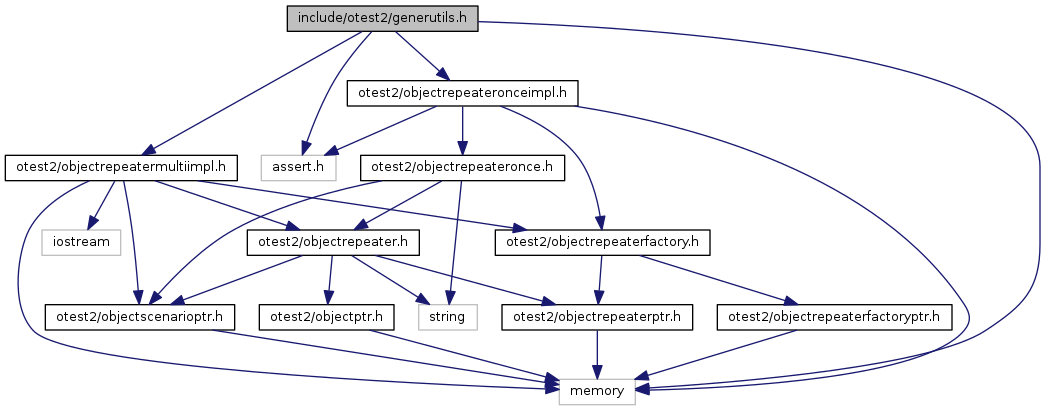 include/otest2/generutils.h
otest2/objectrepeateronceimpl.h
otest2/objectrepeatermultiimpl.h
assert.h
otest2/objectrepeateronce.h
iostream
otest2/objectrepeater.h
otest2/objectrepeaterfactory.h
otest2/objectscenarioptr.h
otest2/objectptr.h
string
otest2/objectrepeaterptr.h
otest2/objectrepeaterfactoryptr.h
memory